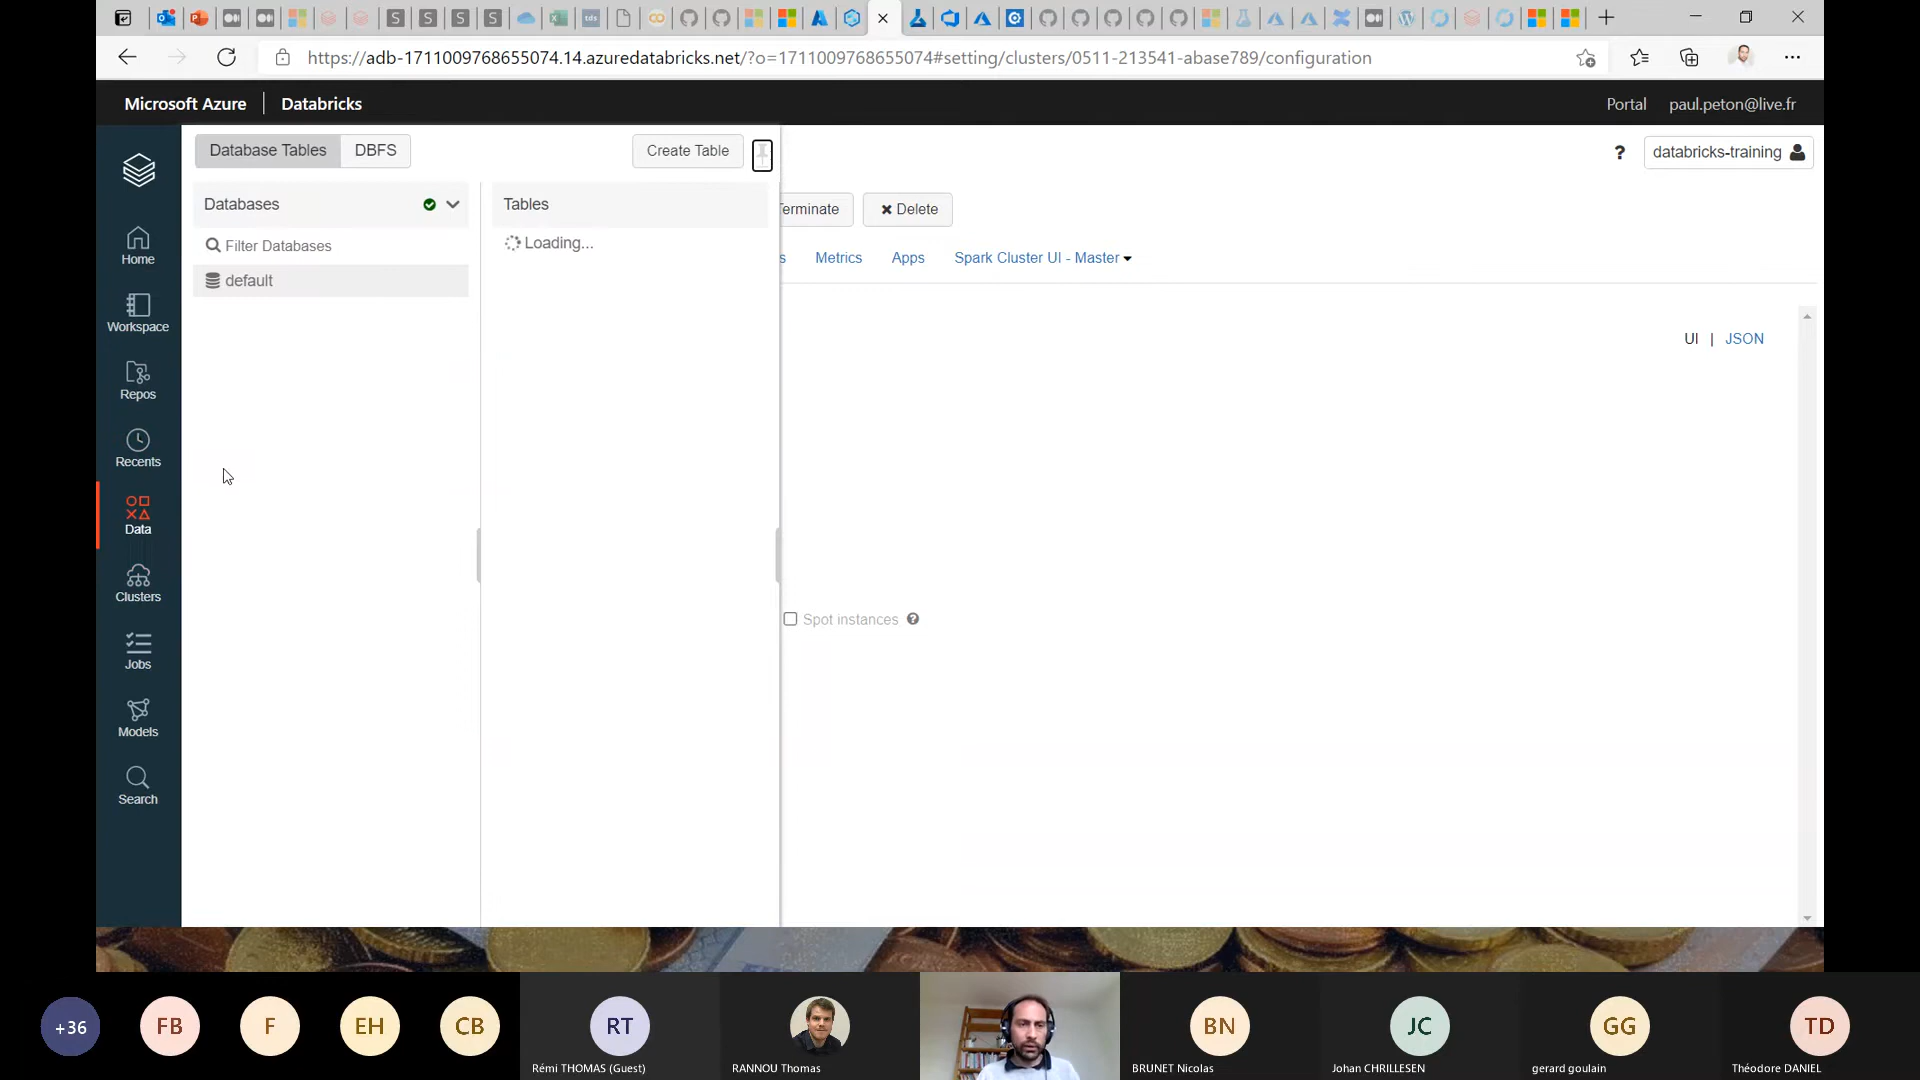 https://adb-1711009768655074.14.azuredatabricks.net/?o=1711009768655074#setting/clusters/0511-213541-abase789/configuration
Microsoft Azure | Databricks
Portal paul.peton@live.fr
Database Tables DBFS Create Table
? databricks-training
Databases Tables
Terminate Delete
Filter Databases
Loading...
default
s Metrics Apps Spark Cluster UI - Master
UI | JSON
Home
Workspace
Repos
Recents
Data
Clusters
Jobs
Models
Search
Spot instances ?
+36 FB F EH CB RT BN JC GG TD
Rémi THOMAS (Guest) RANNOU Thomas BRUNET Nicolas Johan CHRILLESEN gerard goulain Théodore DANIEL